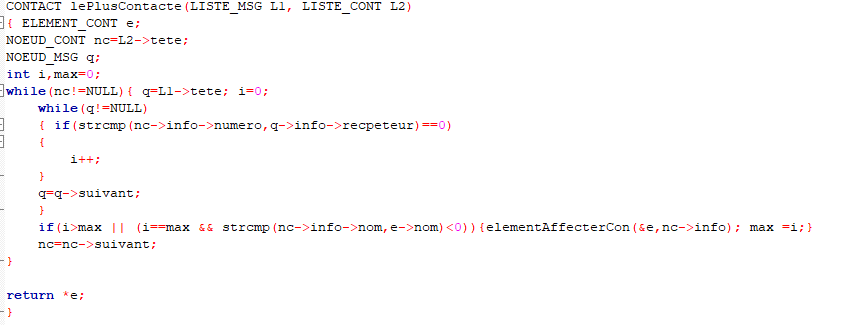 CONTACT lePlusContacte(LISTE_MSG L1, LISTE_CONT L2)
{ ELEMENT_CONT e;
NOEUD_CONT nc=L2->tete;
NOEUD_MSG q;
int i,max=0;
while(nc!=NULL){ q=L1->tete; i=0;
while(q!=NULL)
{ if(strcmp(nc->info->numero,q->info->recpeteur)==0)
{
i++;
}
q=q->suivant;
}
if(i>max || (i==max && strcmp(nc->info->nom,e->nom)<0)){elementAffecterCon(&e,nc->info); max =i;}
nc=nc->suivant;
}
return *e;
}